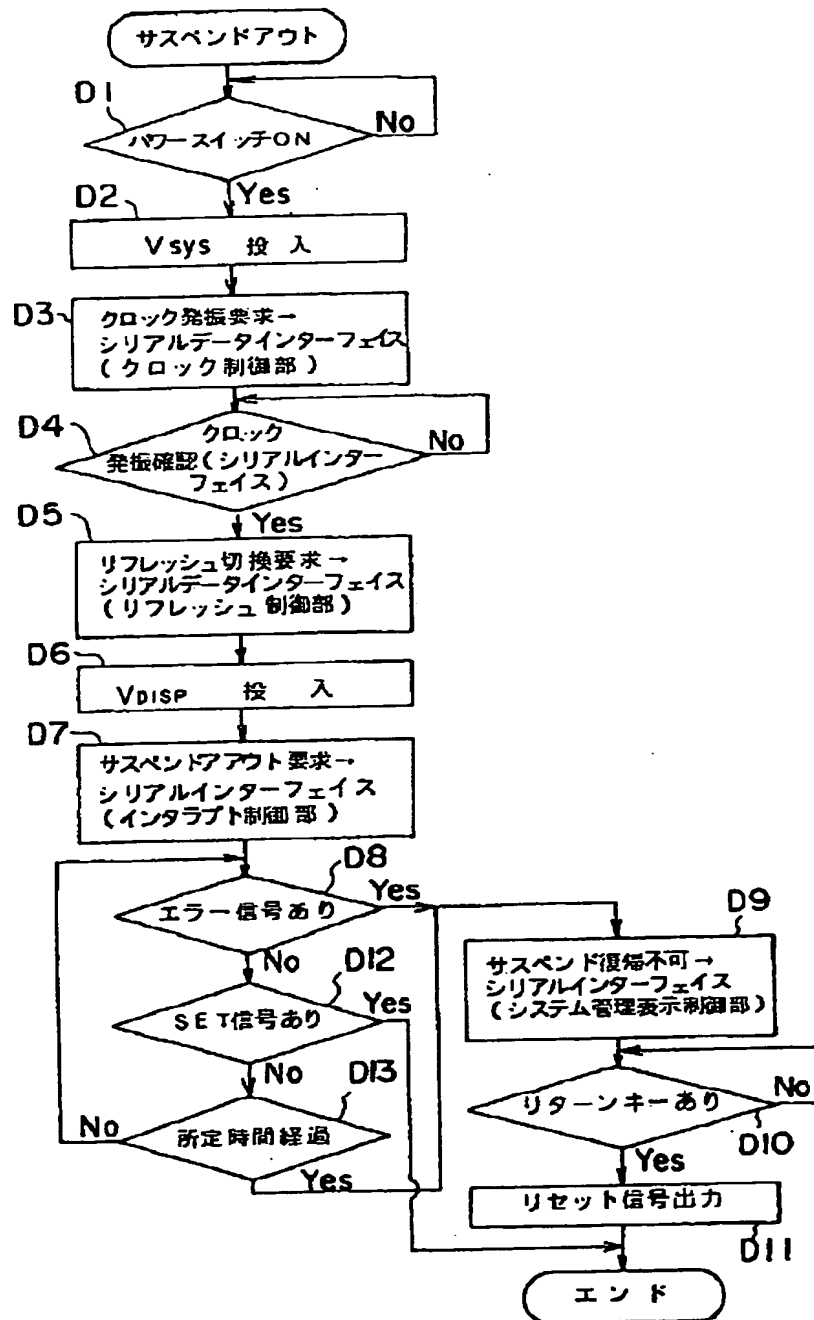 サスペンドアウト
D1
パワースイッチON
No
Yes
D2
Vsys 投入
D3
クロック発振要求→
シリアルデータインターフェイス
(クロック制御部)
D4
クロック
発振確認(シリアルインター
フェイス)
No
Yes
D5
リフレッシュ切換要求→
シリアルデータインターフェイス
(リフレッシュ制御部)
D6
VDISP 投入
D7
サスペンドアアウト要求→
シリアルインターフェイス
(インタラプト制御部)
D8
エラー信号あり
Yes
No
D12
SET信号あり
Yes
No
D13
所定時間経過
No
Yes
D9
サスペンド復帰不可→
シリアルインターフェイス
(システム管理表示制御部)
リターンキーあり
No
D10
Yes
リセット信号出力
D11
エンド